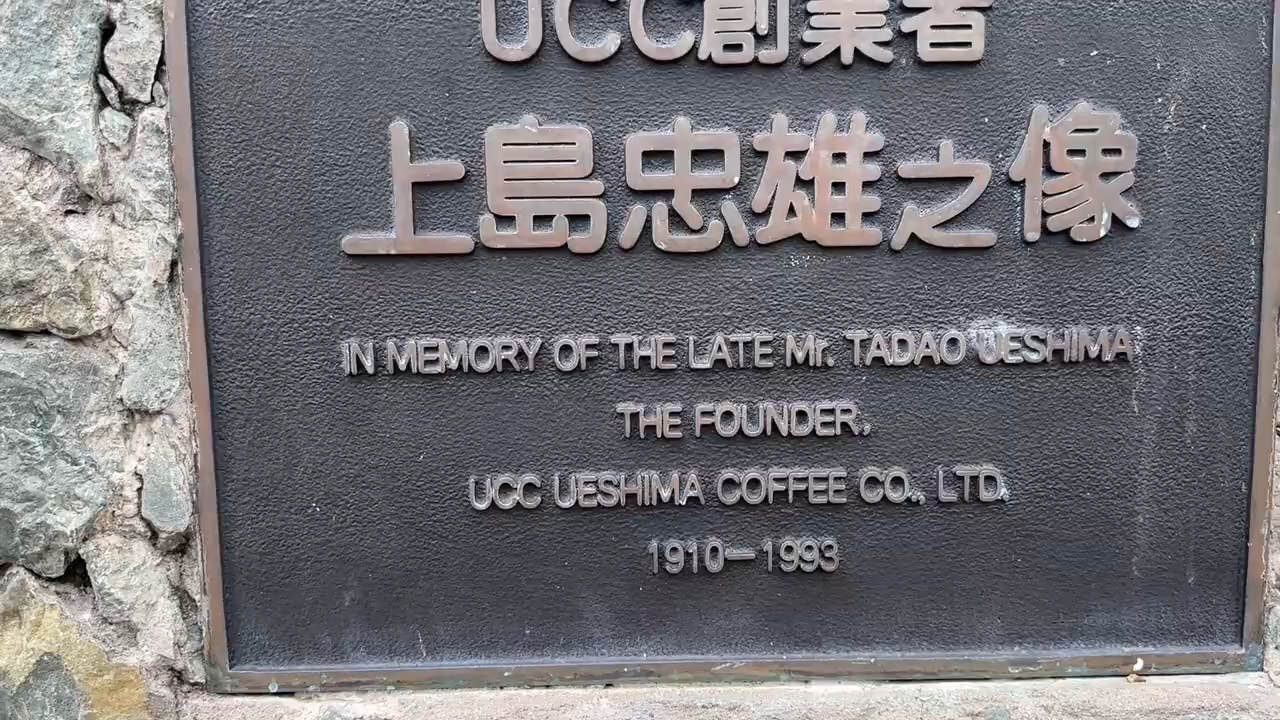 UCC創業者
上島忠雄之像
IN MEMORY OF THE LATE Mr. TADAO UESHIMA
THE FOUNDER,
UCC UESHIMA COFFEE CO., LTD.
1910—1993